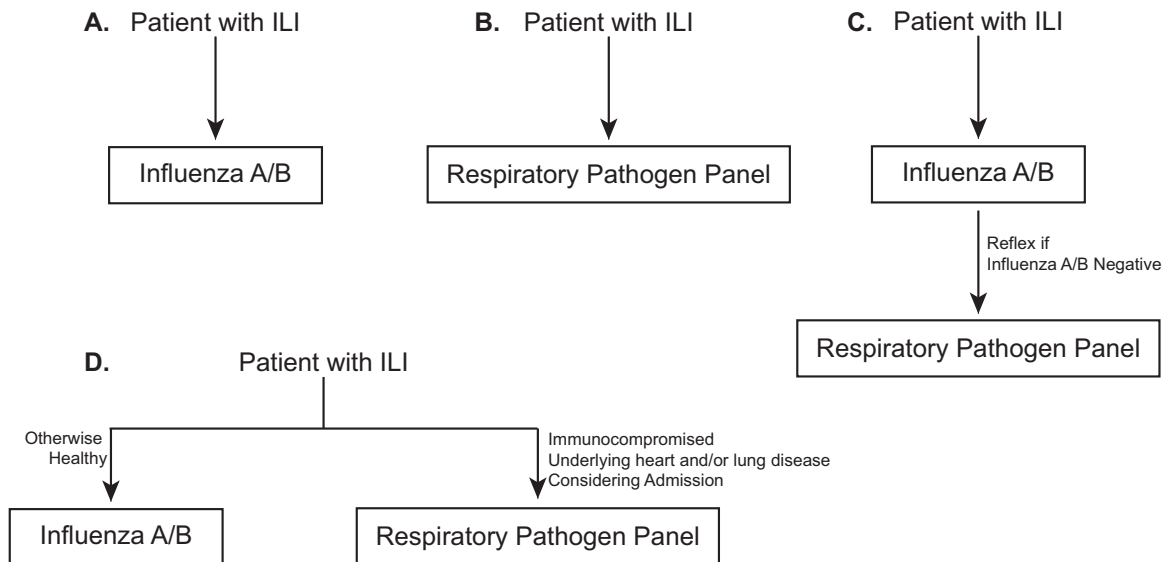 A. Patient with ILI
Influenza A/B
B. Patient with ILI
Respiratory Pathogen Panel
C. Patient with ILI
Influenza A/B
Reflex if
Influenza A/B Negative
Respiratory Pathogen Panel
D. Patient with ILI
Otherwise
Healthy
Influenza A/B
Immunocompromised
Underlying heart and/or lung disease
Considering Admission
Respiratory Pathogen Panel